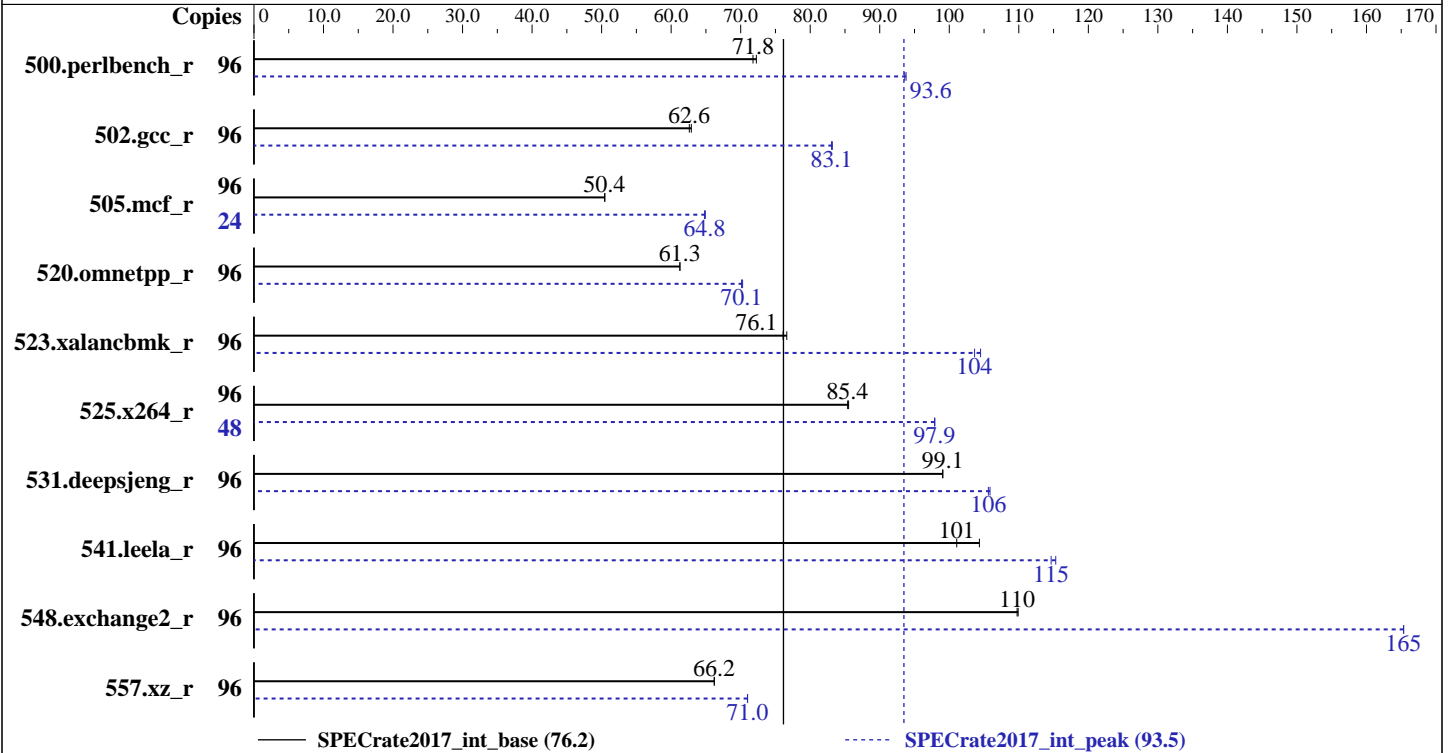 Copies 0 10.0 20.0 30.0 40.0 50.0 60.0 70.0 80.0 90.0 100 110 120 130 140 150 160 170
71.8
500.perlbench_r 96
93.6
62.6
502.gcc_r 96
83.1
96 50.4
505.mcf_r
24 64.8
61.3
520.omnetpp_r 96
70.1
76.1
523.xalancbmk_r 96
104
96 85.4
525.x264_r
48 97.9
99.1
531.deepsjeng_r 96
106
101
541.leela_r 96
115
110
548.exchange2_r 96
165
66.2
557.xz_r 96
71.0
SPECrate2017_int_base (76.2) SPECrate2017_int_peak (93.5)